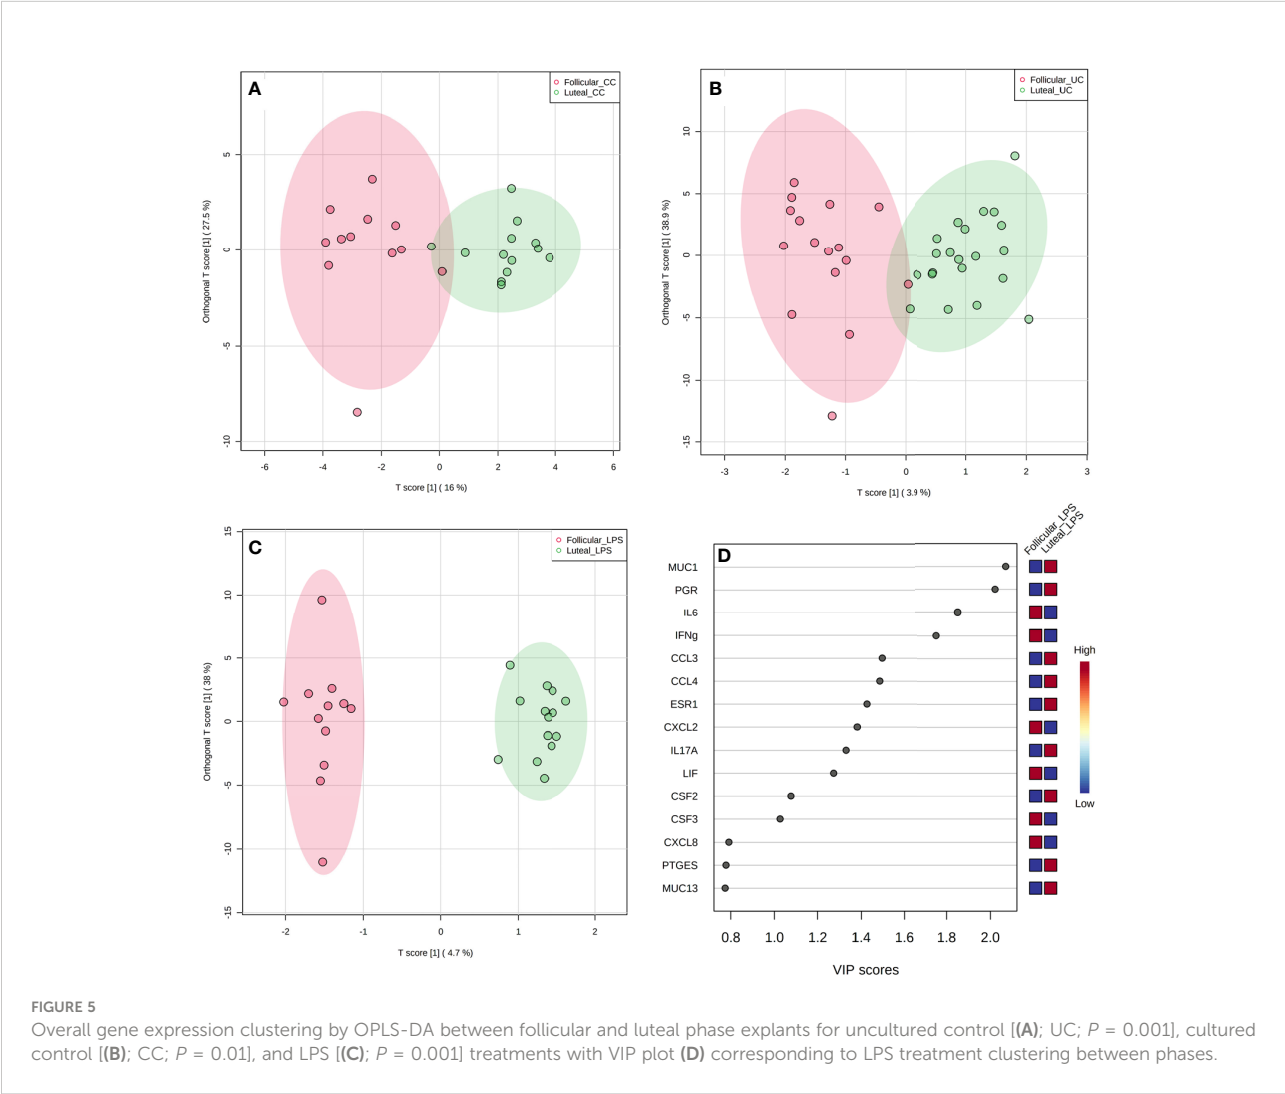 A
Follicular_CC
Luteal_CC
5
0
-5
-10
Orthogonal T score[1] ( 27.5 %)
-6 -4 -2 0 2 4 6
T score [1] ( 16 %)
B
Follicular_UC
Luteal_UC
10
5
0
-5
-10
-15
Orthogonal T score[1] ( 38.9 %)
-3 -2 -1 0 1 2 3
T score [1] ( 3.9 %)
C
Follicular_LPS
Luteal_LPS
15
10
5
0
-5
-10
-15
Orthogonal T score [1] ( 38 %)
-2 -1 0 1 2
T score [1] ( 4.7 %)
D
Follicular_LPS
Luteal_LPS
MUC1
PGR
IL6
IFNg
CCL3
CCL4
ESR1
CXCL2
IL17A
LIF
CSF2
CSF3
CXCL8
PTGES
MUC13
High
Low
0.8 1.0 1.2 1.4 1.6 1.8 2.0
VIP scores
FIGURE 5
Overall gene expression clustering by OPLS-DA between follicular and luteal phase explants for uncultured control [(A); UC; P = 0.001], cultured
control [(B); CC; P = 0.01], and LPS [(C); P = 0.001] treatments with VIP plot (D) corresponding to LPS treatment clustering between phases.